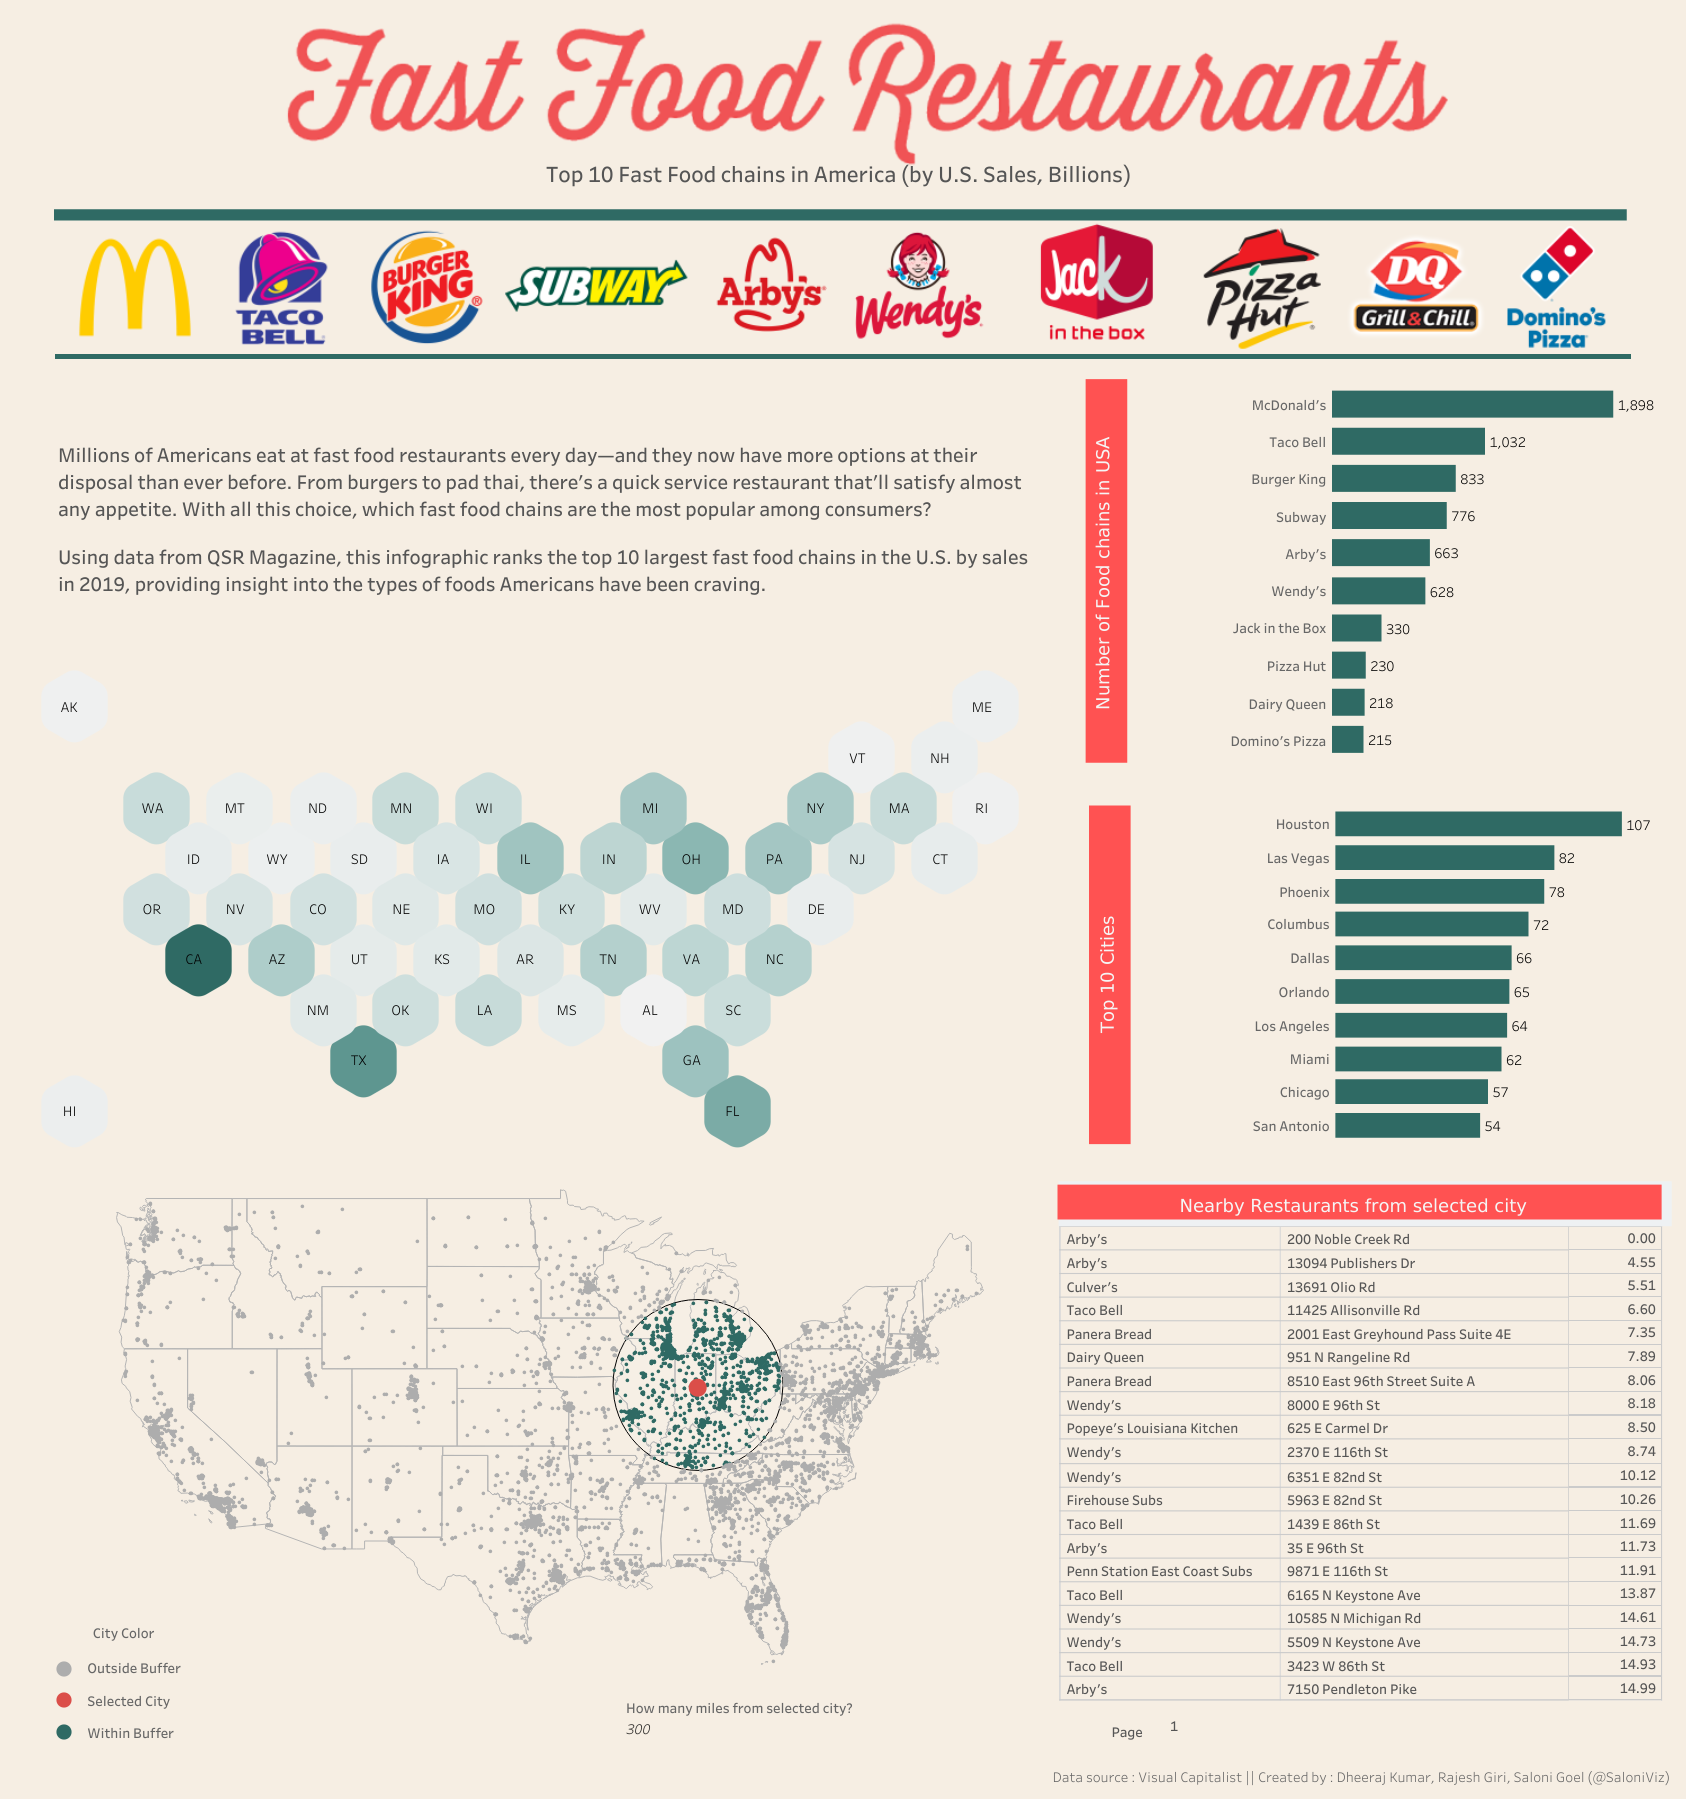 Fast Food Restaurants
Top 10 Fast Food chains in America (by U.S. Sales, Billions)
TACO
BELL
BURGER
KING®
SUBWAY
Arby's
Wendy's
Jack
in the box
Pizza
Hut
DQ
Grill & Chill
Domino's
Pizza
Millions of Americans eat at fast food restaurants every day—and they now have more options at their
disposal than ever before. From burgers to pad thai, there's a quick service restaurant that'll satisfy almost
any appetite. With all this choice, which fast food chains are the most popular among consumers?
Using data from QSR Magazine, this infographic ranks the top 10 largest fast food chains in the U.S. by sales
in 2019, providing insight into the types of foods Americans have been craving.
Number of Food chains in USA
McDonald's 1,898
Taco Bell 1,032
Burger King 833
Subway 776
Arby's 663
Wendy's 628
Jack in the Box 330
Pizza Hut 230
Dairy Queen 218
Domino's Pizza 215
AK ME
VT NH
WA MT ND MN WI MI NY MA RI
ID WY SD IA IL IN OH PA NJ CT
OR NV CO NE MO KY WV MD DE
CA AZ UT KS AR TN VA NC
NM OK LA MS AL SC
TX GA
HI FL
Top 10 Cities
Houston 107
Las Vegas 82
Phoenix 78
Columbus 72
Dallas 66
Orlando 65
Los Angeles 64
Miami 62
Chicago 57
San Antonio 54
City Color
Outside Buffer
Selected City
Within Buffer
How many miles from selected city?
300
Nearby Restaurants from selected city
Arby's 200 Noble Creek Rd 0.00
Arby's 13094 Publishers Dr 4.55
Culver's 13691 Olio Rd 5.51
Taco Bell 11425 Allisonville Rd 6.60
Panera Bread 2001 East Greyhound Pass Suite 4E 7.35
Dairy Queen 951 N Rangeline Rd 7.89
Panera Bread 8510 East 96th Street Suite A 8.06
Wendy's 8000 E 96th St 8.18
Popeye's Louisiana Kitchen 625 E Carmel Dr 8.50
Wendy's 2370 E 116th St 8.74
Wendy's 6351 E 82nd St 10.12
Firehouse Subs 5963 E 82nd St 10.26
Taco Bell 1439 E 86th St 11.69
Arby's 35 E 96th St 11.73
Penn Station East Coast Subs 9871 E 116th St 11.91
Taco Bell 6165 N Keystone Ave 13.87
Wendy's 10585 N Michigan Rd 14.61
Wendy's 5509 N Keystone Ave 14.73
Taco Bell 3423 W 86th St 14.93
Arby's 7150 Pendleton Pike 14.99
Page 1
Data source : Visual Capitalist || Created by : Dheeraj Kumar, Rajesh Giri, Saloni Goel (@SaloniViz)